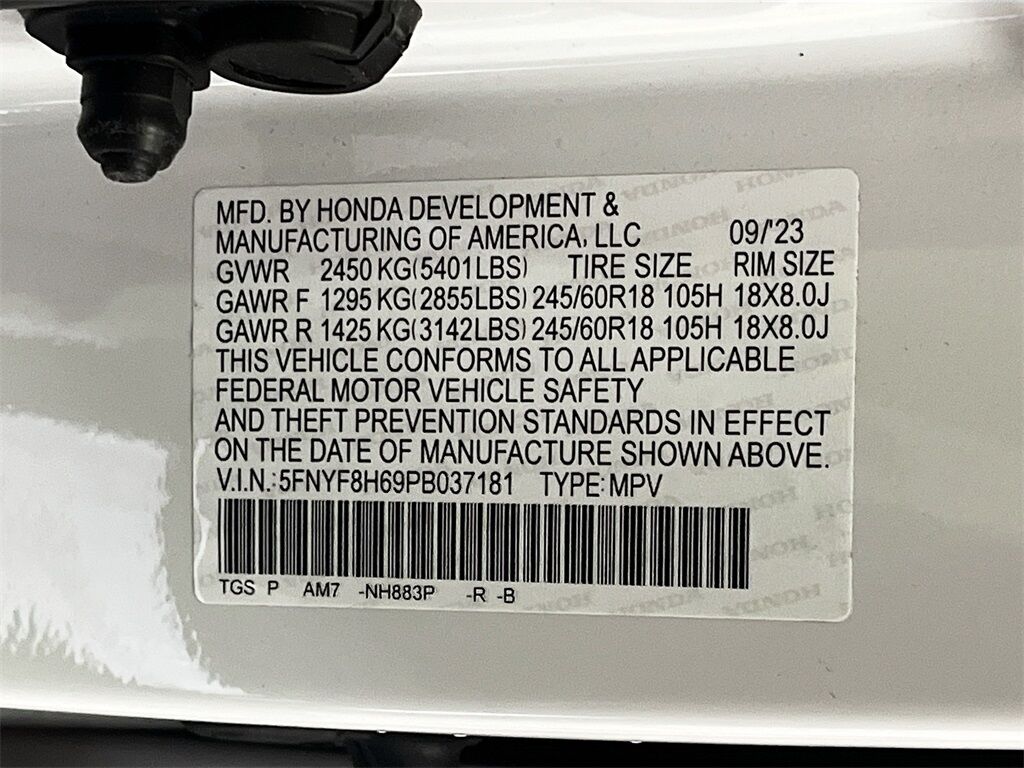 MFD. BY HONDA DEVELOPMENT &
MANUFACTURING OF AMERICA, LLC 09/'23
GVWR 2450 KG(5401LBS) TIRE SIZE RIM SIZE
GAWR F 1295 KG(2855LBS) 245/60R18 105H 18X8.0J
GAWR R 1425 KG(3142LBS) 245/60R18 105H 18X8.0J
THIS VEHICLE CONFORMS TO ALL APPLICABLE
FEDERAL MOTOR VEHICLE SAFETY
AND THEFT PREVENTION STANDARDS IN EFFECT
ON THE DATE OF MANUFACTURE SHOWN ABOVE.
V.I.N.: 5FNYF8H69PB037181 TYPE: MPV
TGS P AM7 -NH883P -R -B